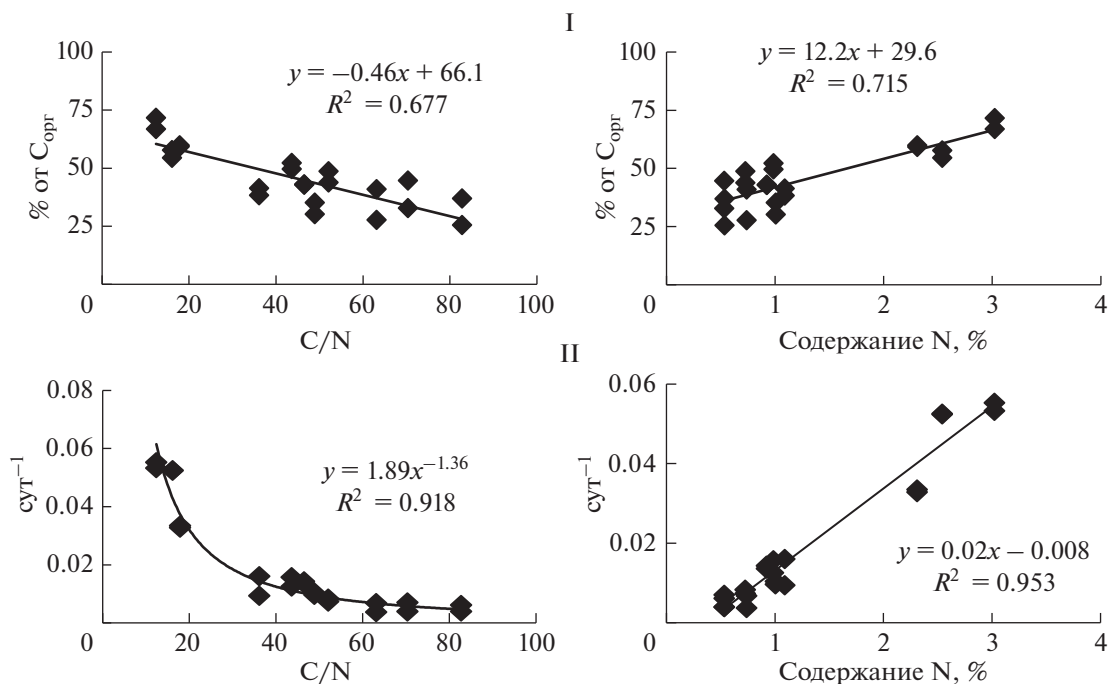 I
100
75
50
25
0
% от Cорг
y = −0.46x + 66.1
R² = 0.677
20
40
60
80
100
C/N
100
75
50
25
0
% от Cорг
y = 12.2x + 29.6
R² = 0.715
1
2
3
4
Содержание N, %
II
0.08
0.06
0.04
0.02
0
сут⁻¹
y = 1.89x⁻¹·³⁶
R² = 0.918
20
40
60
80
100
C/N
0.06
0.04
0.02
0
сут⁻¹
y = 0.02x – 0.008
R² = 0.953
1
2
3
4
Содержание N, %